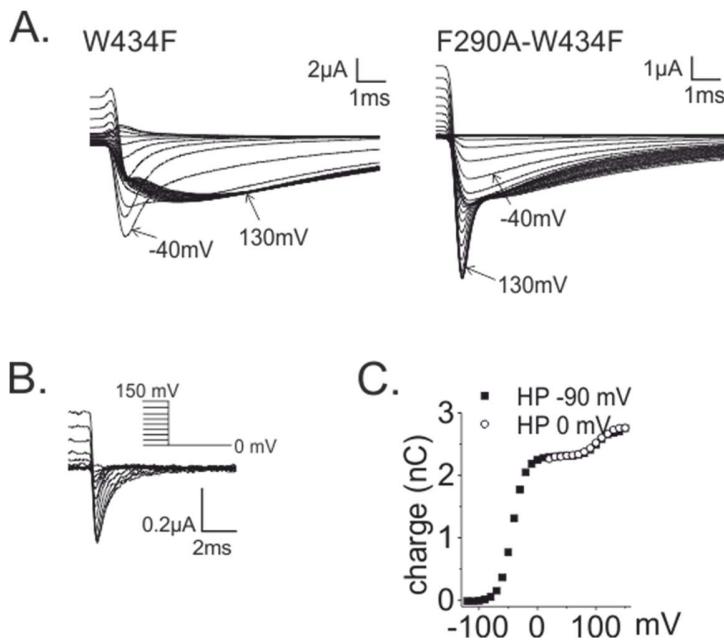 A.
W434F
2µA
1ms
-40mV
130mV
F290A-W434F
1µA
1ms
-40mV
130mV
B.
150 mV
0 mV
0.2µA
2ms
C.
HP -90 mV
HP 0 mV
charge (nC)
3
2
1
0
-100 0 100 mV